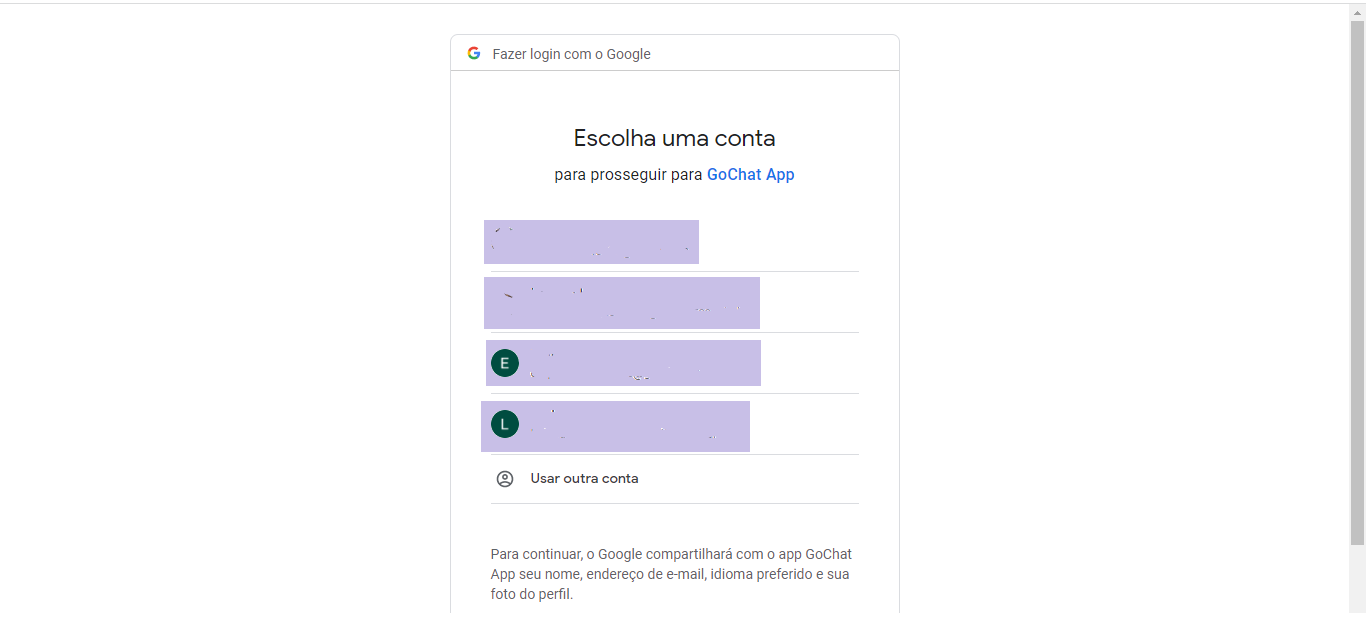 Fazer login com o Google
Escolha uma conta
para prosseguir para GoChat App
E
L
Usar outra conta
Para continuar, o Google compartilhará com o app GoChat
App seu nome, endereço de e-mail, idioma preferido e sua
foto do perfil.